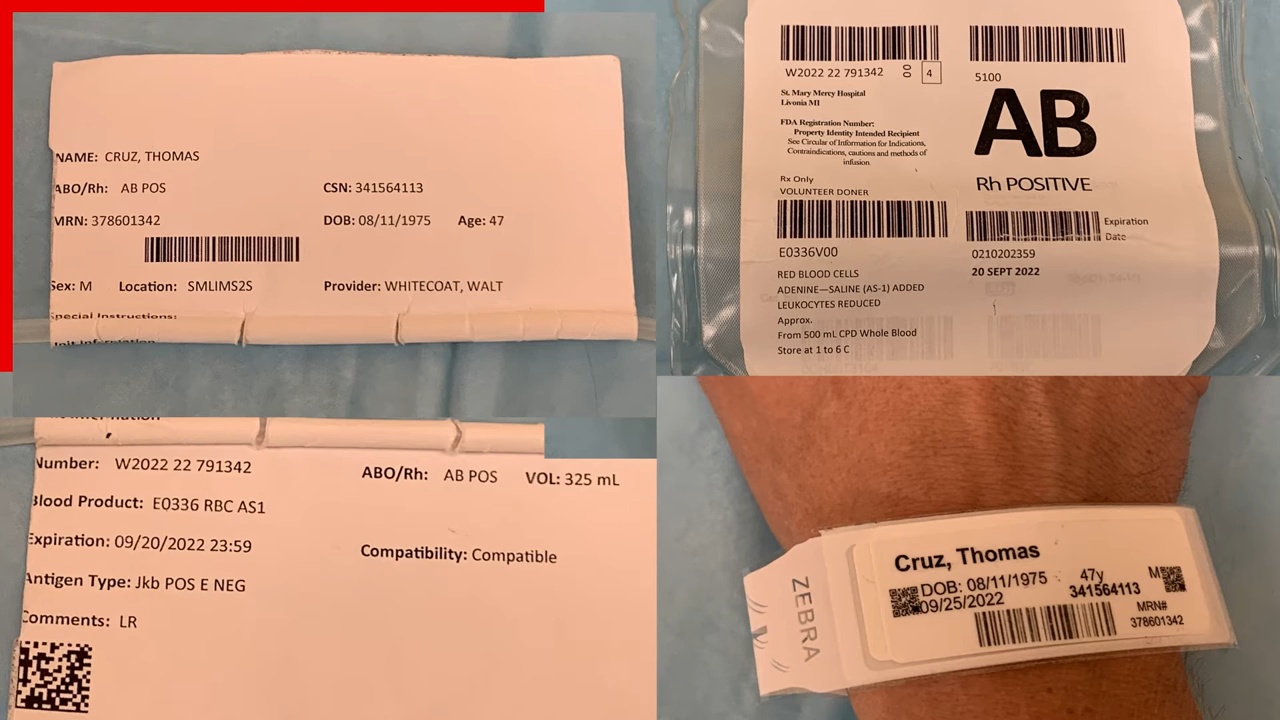 NAME: CRUZ, THOMAS
ABO/Rh: AB POS CSN: 341564113
MRN: 378601342 DOB: 08/11/1975 Age: 47
Sex: M Location: SMLIMS2S Provider: WHITECOAT, WALT
Special Instructions:
Unit Information
Number: W2022 22 791342 ABO/Rh: AB POS VOL: 325 mL
Blood Product: E0336 RBC AS1
Expiration: 09/20/2022 23:59 Compatibility: Compatible
Antigen Type: Jkb POS E NEG
Comments: LR
W2022 22 791342 00 4
St. Mary Mercy Hospital
Livonia MI
FDA Registration Number:
Property Identity Intended Recipient
See Circular of Information for Indications,
Contraindications, cautions and methods of
infusion
Rx Only
VOLUNTEER DONER
E0336V00
RED BLOOD CELLS
ADENINE—SALINE (AS-1) ADDED
LEUKOCYTES REDUCED
Approx.
From 500 mL CPD Whole Blood
Store at 1 to 6 C
5100
AB
Rh POSITIVE
Expiration
Date
0210202359
20 SEPT 2022
ZEBRA
Cruz, Thomas
DOB: 08/11/1975 47y M
09/25/2022 341564113
MRN#
378601342